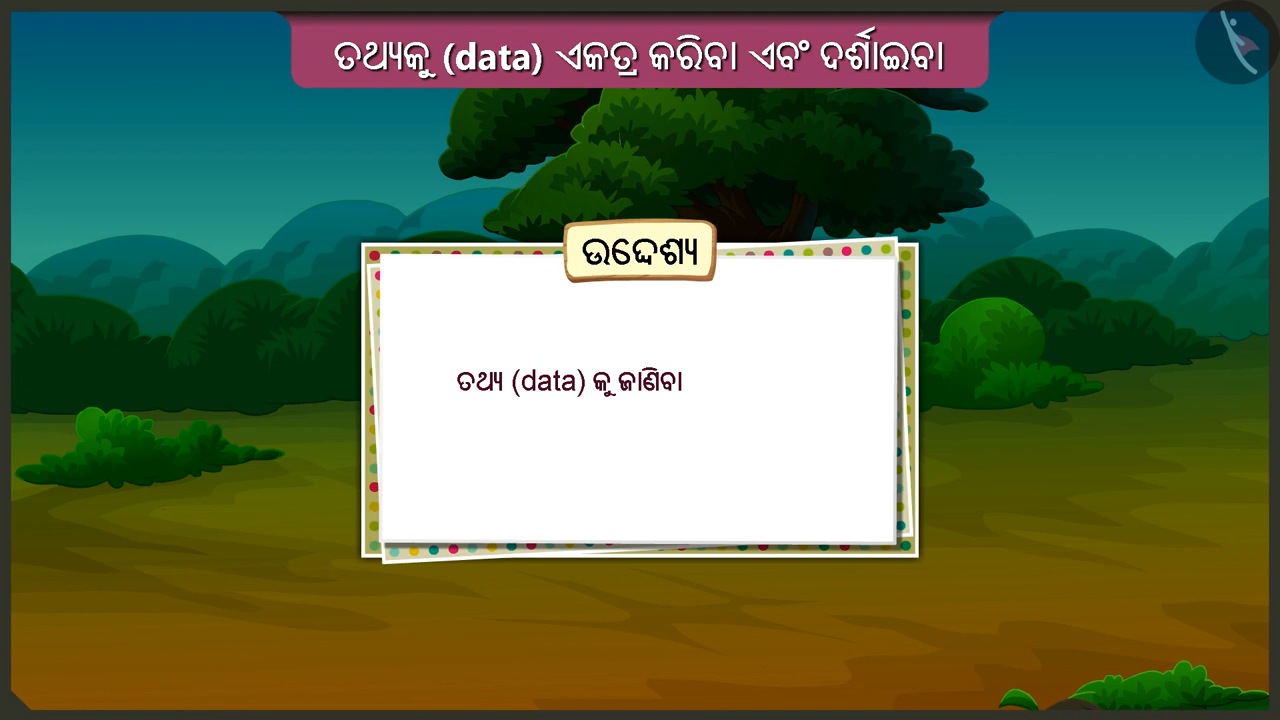 ତଥ୍ୟକୁ (data) ଏକତ୍ର କରିବା ଏବଂ ଦର୍ଶାଇବା
ଉଦ୍ଦେଶ୍ୟ
ତଥ୍ୟ (data) କୁ ଜାଣିବା